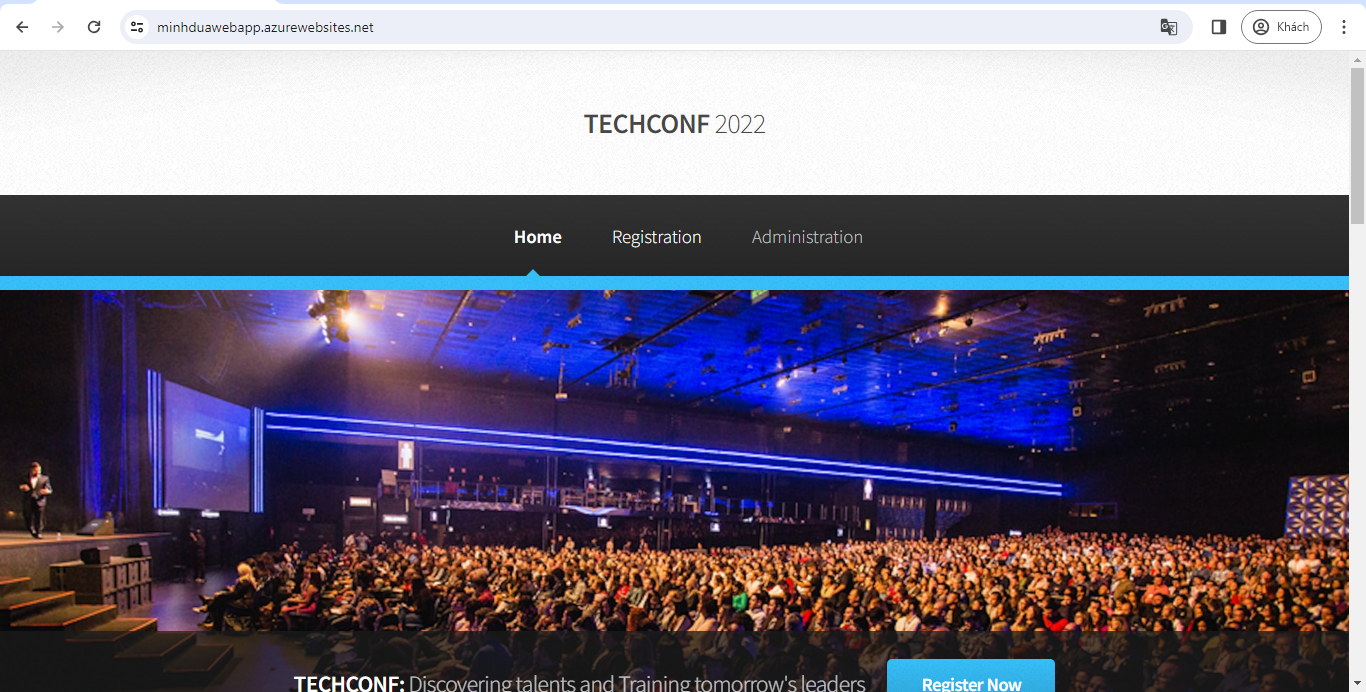 minhduawebapp.azurewebsites.net
Khách
TECHCONF 2022
Home Registration Administration
TECHCONF: Discovering talents and Training tomorrow's leaders
Register Now